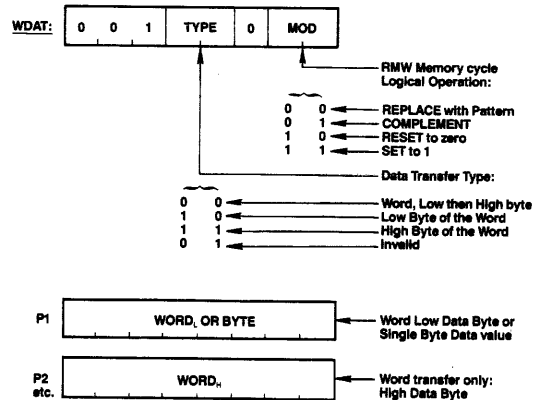 WDAT: 0 0 1 TYPE 0 MOD
RMW Memory cycle
Logical Operation:
0 0 REPLACE with Pattern
0 1 COMPLEMENT
1 0 RESET to zero
1 1 SET to 1
Data Transfer Type:
0 0 Word, Low then High byte
1 0 Low Byte of the Word
1 1 High Byte of the Word
0 1 Invalid
P1 WORDL OR BYTE Word Low Data Byte or
Single Byte Data value
P2 WORDH Word transfer only:
etc. High Data Byte